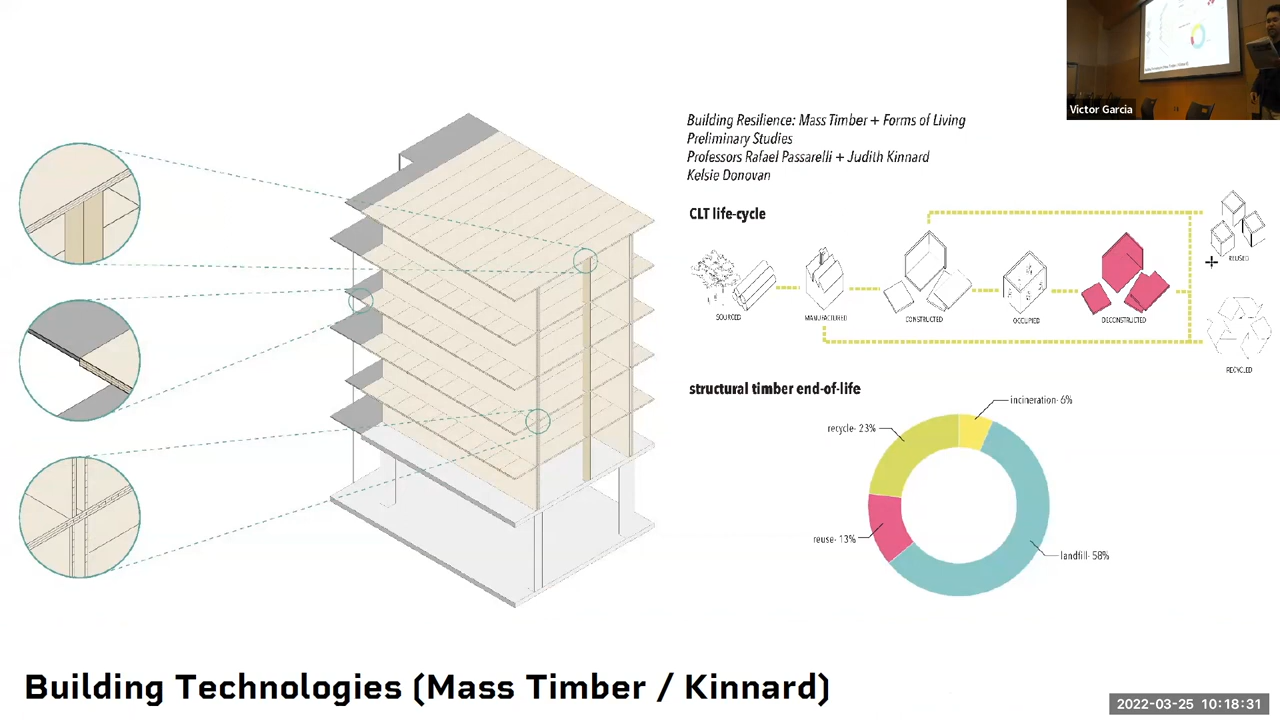 Victor Garcia
Building Resilience: Mass Timber + Forms of Living
Preliminary Studies
Professors Rafael Passarelli + Judith Kinnard
Kelsie Donovan
CLT life-cycle
SOURCED
MANUFACTURED
CONSTRUCTED
OCCUPIED
DECONSTRUCTED
REUSED
RECYCLED
structural timber end-of-life
incineration- 6%
recycle- 23%
reuse- 13%
landfill- 58%
Building Technologies (Mass Timber / Kinnard)
2022-03-25 10:18:31